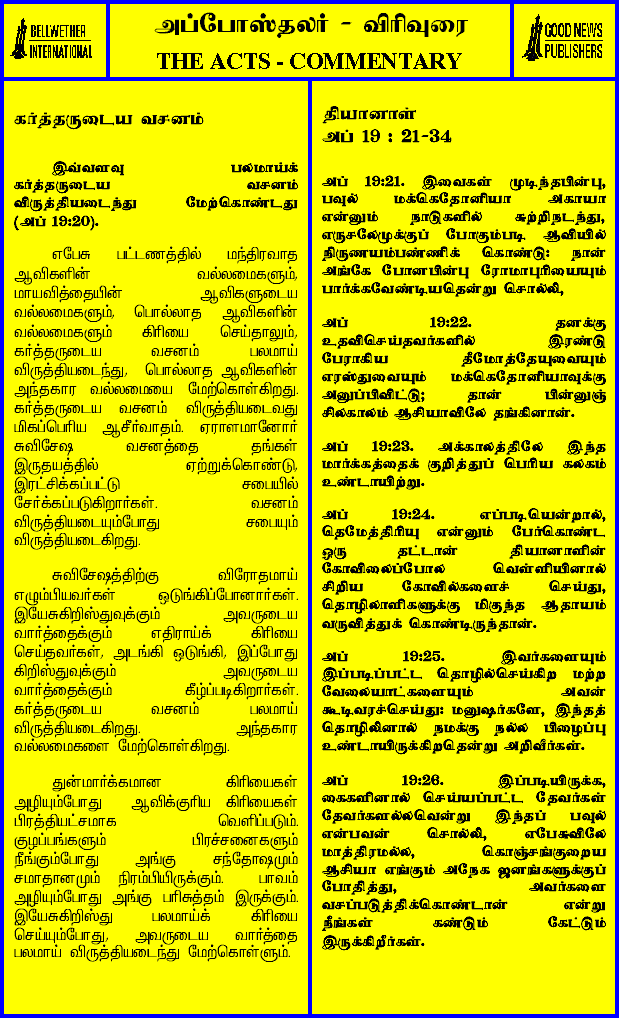 BELLWETHER
INTERNATIONAL
அப்போஸ்தலர் - விரிவுரை
THE ACTS - COMMENTARY
GOOD NEWS
PUBLISHERS
கர்த்தருடைய வசனம்
இவ்வளவு பலமாய்க்
கர்த்தருடைய வசனம்
விருத்தியடைந்து மேற்கொண்டது
(அப் 19:20).
எபேசு பட்டணத்தில் மந்திரவாத
ஆவிகளின் வல்லமைகளும்,
மாயவித்தையின் ஆவிகளுடைய
வல்லமைகளும், பொல்லாத ஆவிகளின்
வல்லமைகளும் கிரியை செய்தாலும்,
கர்த்தருடைய வசனம் பலமாய்
விருத்தியடைந்து, பொல்லாத ஆவிகளின்
அந்தகார வல்லமையை மேற்கொள்கிறது.
கர்த்தருடைய வசனம் விருத்தியடைவது
மிகப்பெரிய ஆசீர்வாதம். ஏராளமானோர்
சுவிசேஷ வசனத்தை தங்கள்
இருதயத்தில் ஏற்றுக்கொண்டு,
இரட்சிக்கப்பட்டு சபையில்
சேர்க்கப்படுகிறார்கள். வசனம்
விருத்தியடையும்போது சபையும்
விருத்தியடைகிறது.
சுவிசேஷத்திற்கு விரோதமாய்
எழும்பியவர்கள் ஒடுங்கிப்போனார்கள்.
இயேசுகிறிஸ்துவுக்கும் அவருடைய
வார்த்தைக்கும் எதிராய்க் கிரியை
செய்தவர்கள், அடங்கி ஒடுங்கி, இப்போது
கிறிஸ்துவுக்கும் அவருடைய
வார்த்தைக்கும் கீழ்ப்படிகிறார்கள்.
கர்த்தருடைய வசனம் பலமாய்
விருத்தியடைகிறது. அந்தகார
வல்லமைகளை மேற்கொள்கிறது.
துன்மார்க்கமான கிரியைகள்
அழியும்போது ஆவிக்குரிய கிரியைகள்
பிரத்தியட்சமாக வெளிப்படும்.
குழப்பங்களும் பிரச்சனைகளும்
நீங்கும்போது அங்கு சந்தோஷமும்
சமாதானமும் நிரம்பியிருக்கும். பாவம்
அழியும்போது அங்கு பரிசுத்தம் இருக்கும்.
இயேசுகிறிஸ்து பலமாய்க் கிரியை
செய்யும்போது, அவருடைய வார்த்தை
பலமாய் விருத்தியடைந்து மேற்கொள்ளும்.
தியானாள்
அப் 19 : 21-34
அப் 19:21. இவைகள் முடிந்தபின்பு,
பவுல் மக்கெதோனியா அகாயா
என்னும் நாடுகளில் சுற்றிநடந்து,
எருசலேமுக்குப் போகும்படி ஆவியில்
நிருணயம்பண்ணிக் கொண்டு: நான்
அங்கே போனபின்பு ரோமாபுரியையும்
பார்க்கவேண்டியதென்று சொல்லி,
அப் 19:22. தனக்கு
உதவிசெய்தவர்களில் இரண்டு
பேராகிய தீமோத்தேயுவையும்
எரஸ்துவையும் மக்கெதோனியாவுக்கு
அனுப்பிவிட்டு; தான் பின்னுஞ்
சிலகாலம் ஆசியாவிலே தங்கினான்.
அப் 19:23. அக்காலத்திலே இந்த
மார்க்கத்தைக் குறித்துப் பெரிய கலகம்
உண்டாயிற்று.
அப் 19:24. எப்படியென்றால்,
தெமேத்திரியு என்னும் பேர்கொண்ட
ஒரு தட்டான் தியானாளின்
கோவிலைப்போல வெள்ளியினால்
சிறிய கோவில்களைச் செய்து,
தொழிலாளிகளுக்கு மிகுந்த ஆதாயம்
வருவித்துக் கொண்டிருந்தான்.
அப் 19:25. இவர்களையும்
இப்படிப்பட்ட தொழில்செய்கிற மற்ற
வேலையாட்களையும் அவன்
கூடிவரச்செய்து: மனுஷர்களே, இந்தத்
தொழிலினால் நமக்கு நல்ல பிழைப்பு
உண்டாயிருக்கிறதென்று அறிவீர்கள்.
அப் 19:26. இப்படியிருக்க,
கைகளினால் செய்யப்பட்ட தேவர்கள்
தேவர்களல்லவென்று இந்தப் பவுல்
என்பவன் சொல்லி, எபேசுவிலே
மாத்திரமல்ல, கொஞ்சங்குறைய
ஆசியா எங்கும் அநேக ஜனங்களுக்குப்
போதித்து, அவர்களை
வசப்படுத்திக்கொண்டான் என்று
நீங்கள் கண்டும் கேட்டும்
இருக்கிறீர்கள்.